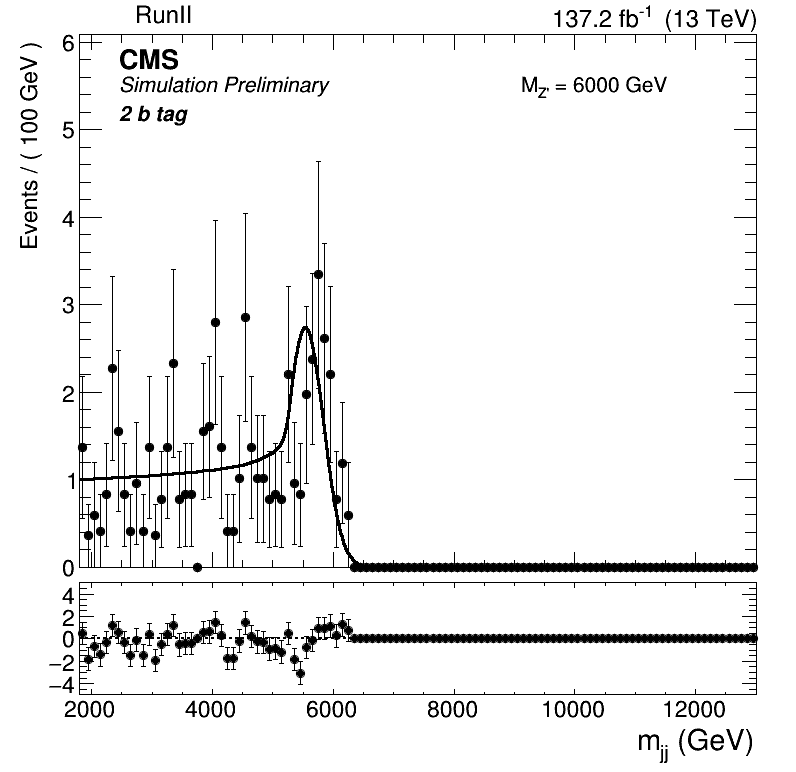 RunII 137.2 fb⁻¹ (13 TeV)
CMS
Simulation Preliminary
2 b tag
M_Z' = 6000 GeV
Events / ( 100 GeV )
6
5
4
3
2
1
0
4
2
0
−2
−4
2000 4000 6000 8000 10000 12000
m_jj (GeV)